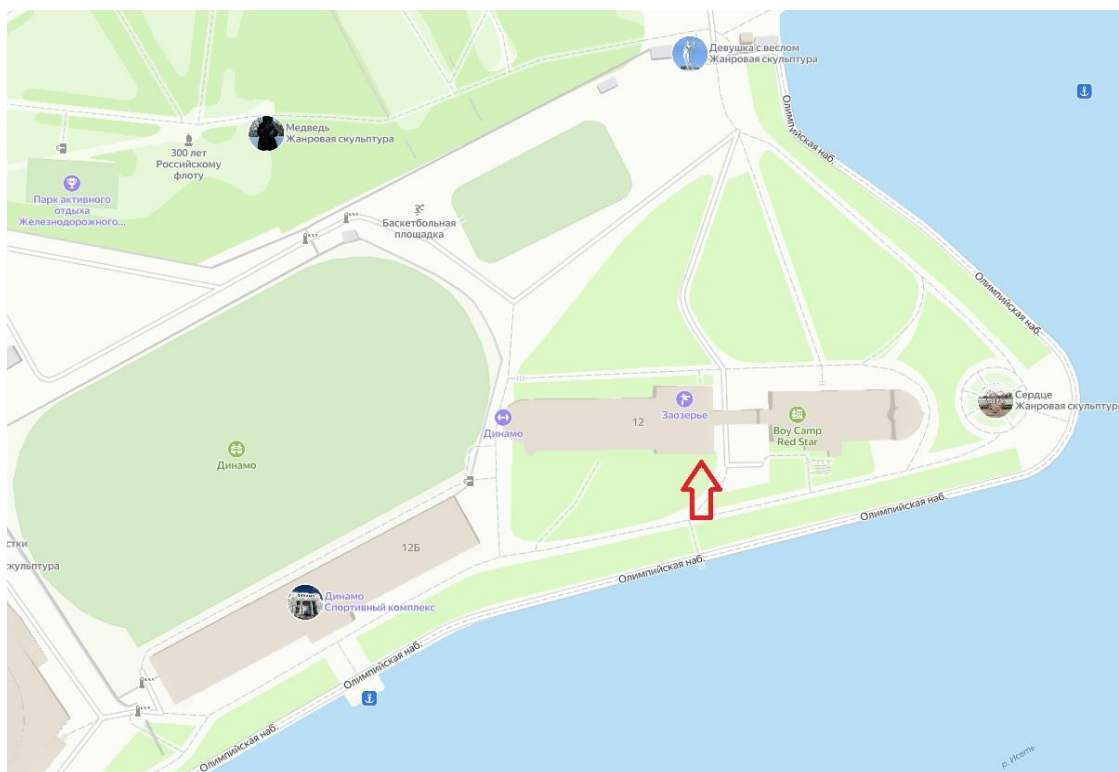 Девушка с веслом
Жанровая скульптура
Олимпийская наб.
Медведь
Жанровая скульптура
300 лет
Российскому
флоту
Парк активного
отдыха
Железнодорожного...
Баскетбольная
площадка
Олимпийская наб.
Сердце
Жанровая скульптура
Заозерье
12
Boy Camp
Red Star
Динамо
Динамо
Олимпийская наб.
12Б
стки
скульптура
Олимпийская наб.
Динамо
Спортивный комплекс
Олимпийская наб.
Олимпийская наб.
р. Исеть